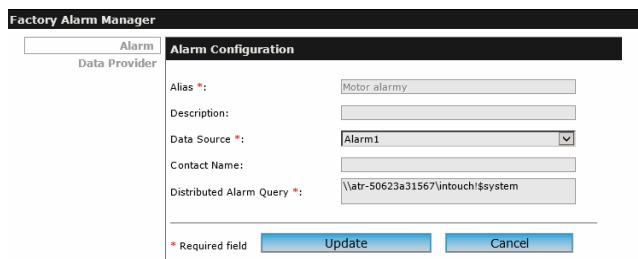 Factory Alarm Manager
Alarm
Data Provider
Alarm Configuration
Alias *: Motor alarmy
Description:
Data Source *: Alarm1
Contact Name:
Distributed Alarm Query *: \\atr-50623a31567\intouch!$system
* Required field Update Cancel